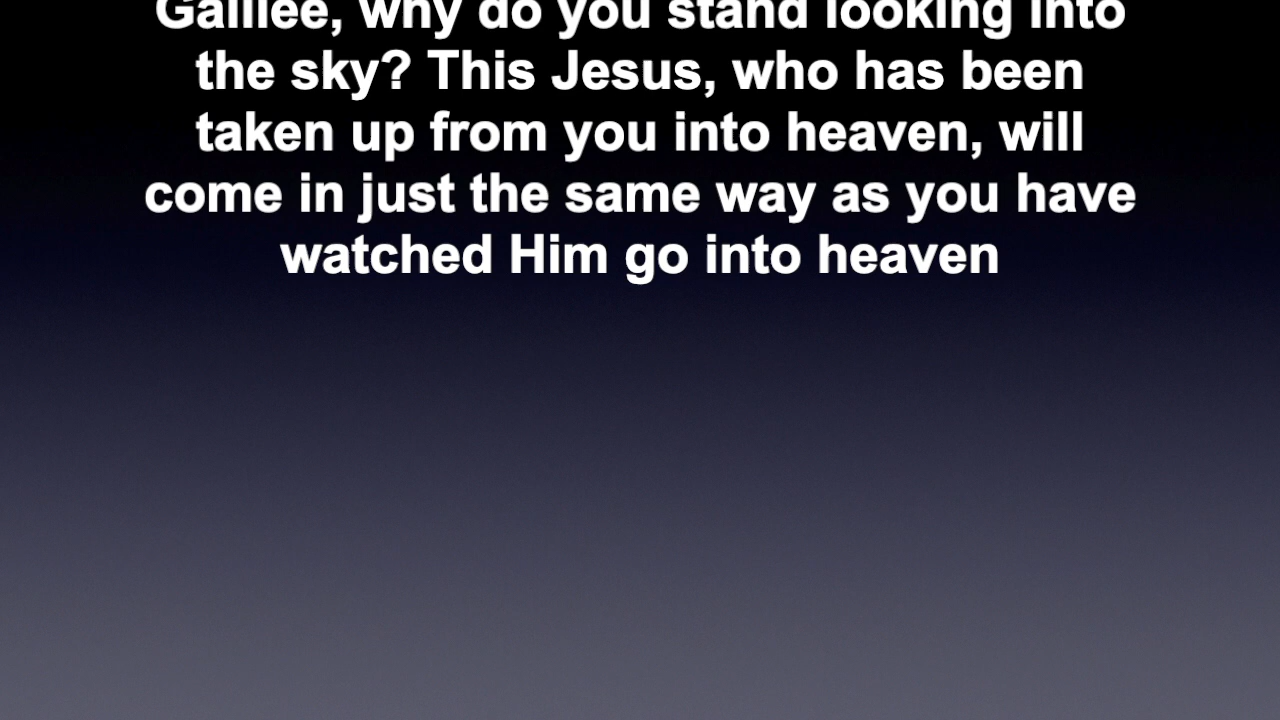 Galilee, why do you stand looking into
the sky? This Jesus, who has been
taken up from you into heaven, will
come in just the same way as you have
watched Him go into heaven